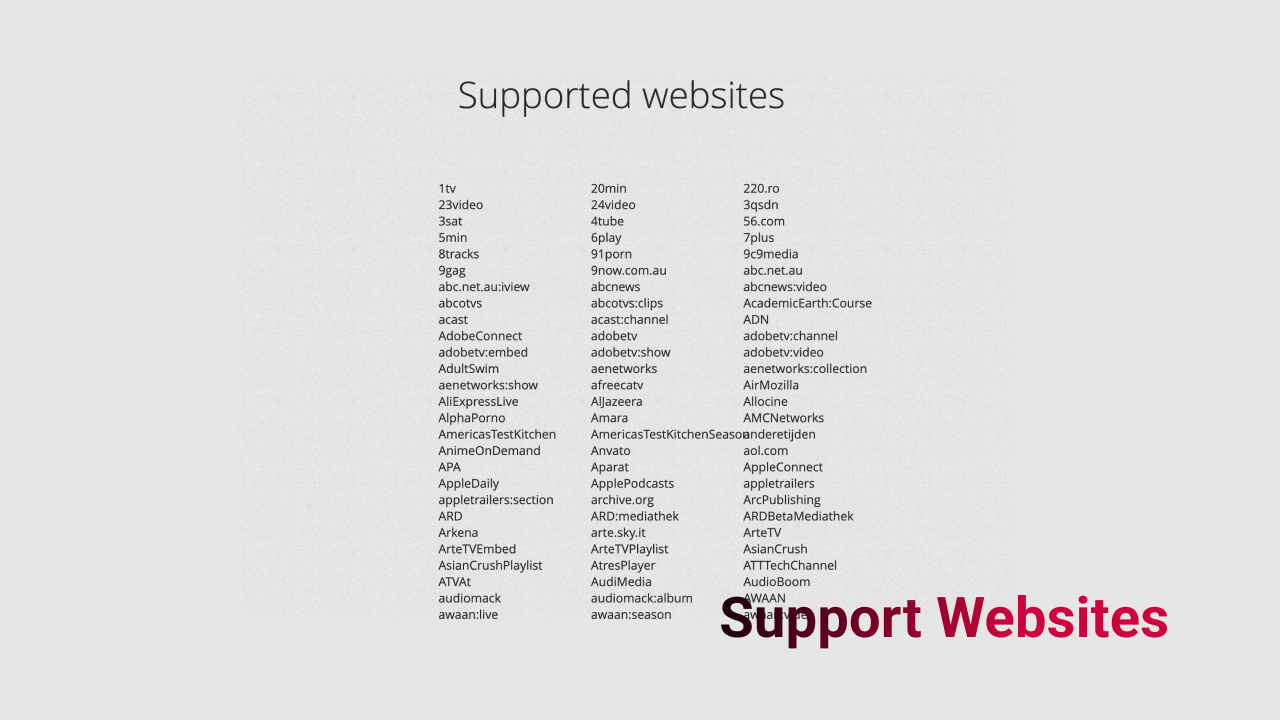 Supported websites
1tv 20min 220.ro
23video 24video 3qsdn
3sat 4tube 56.com
5min 6play 7plus
8tracks 91porn 9c9media
9gag 9now.com.au abc.net.au
abc.net.au:iview abcnews abcnews:video
abcotvs abcotvs:clips AcademicEarth:Course
acast acast:channel ADN
AdobeConnect adobetv adobetv:channel
adobetv:embed adobetv:show adobetv:video
AdultSwim aenetworks aenetworks:collection
aenetworks:show afreecatv AirMozilla
AliExpressLive AlJazeera Allocine
AlphaPorno Amara AMCNetworks
AmericasTestKitchen AmericasTestKitchenSeason anderetijden
AnimeOnDemand Anvato aol.com
APA Aparat AppleConnect
AppleDaily ApplePodcasts appletrailers
appletrailers:section archive.org ArcPublishing
ARD ARD:mediathek ARDBetaMediathek
Arkena arte.sky.it ArteTV
ArteTVEmbed ArteTVPlaylist AsianCrush
AsianCrushPlaylist AtresPlayer ATTTechChannel
ATVAt AudiMedia AudioBoom
audiomack audiomack:album AWAAN
awaan:live awaan:season
Support Websites